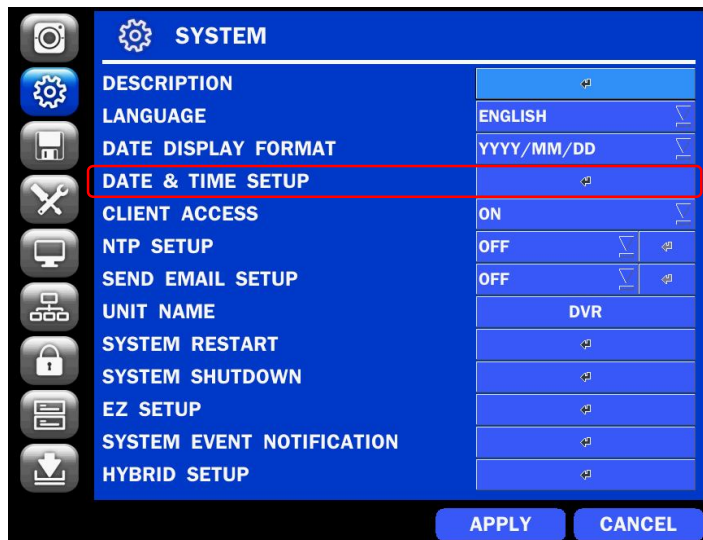 SYSTEM
DESCRIPTION
LANGUAGE ENGLISH
DATE DISPLAY FORMAT YYYY/MM/DD
DATE & TIME SETUP
CLIENT ACCESS ON
NTP SETUP OFF
SEND EMAIL SETUP OFF
UNIT NAME DVR
SYSTEM RESTART
SYSTEM SHUTDOWN
EZ SETUP
SYSTEM EVENT NOTIFICATION
HYBRID SETUP
APPLY CANCEL